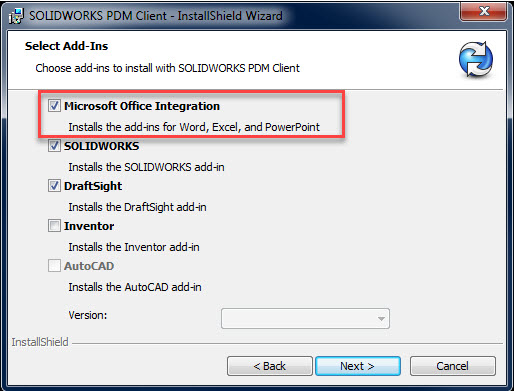 SOLIDWORKS PDM Client - InstallShield Wizard
Select Add-Ins
Choose add-ins to install with SOLIDWORKS PDM Client
Microsoft Office Integration
Installs the add-ins for Word, Excel, and PowerPoint
SOLIDWORKS
Installs the SOLIDWORKS add-in
DraftSight
Installs the DraftSight add-in
Inventor
Installs the Inventor add-in
AutoCAD
Installs the AutoCAD add-in
Version:
InstallShield
< Back
Next >
Cancel